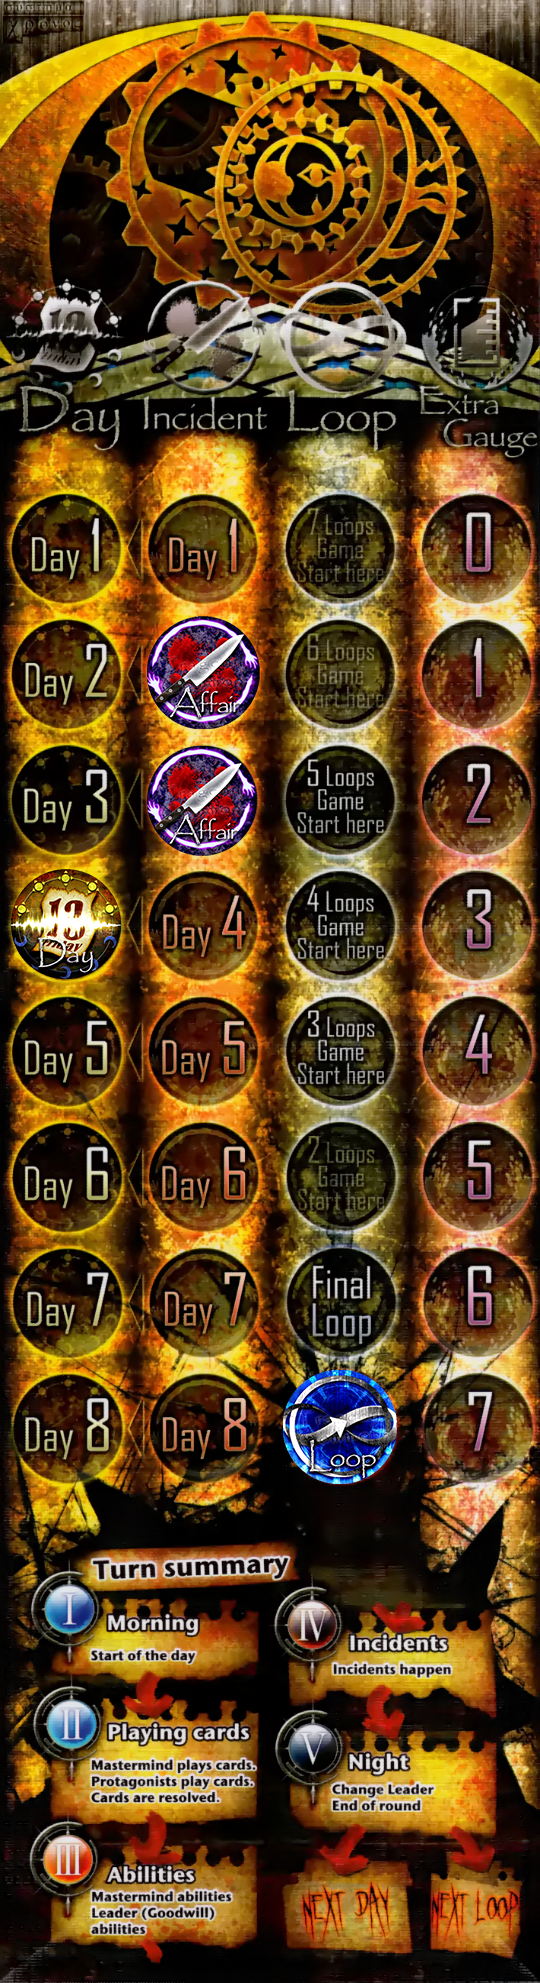 Day
Incident
Loop
Extra
Gauge
Day 1
Day 1
7 Loops
Game
Start here
0
Day 2
Affair
6 Loops
Game
Start here
1
Day 3
Affair
5 Loops
Game
Start here
2
13
Day
Day 4
4 Loops
Game
Start here
3
Day 5
Day 5
3 Loops
Game
Start here
4
Day 6
Day 6
2 Loops
Game
Start here
5
Day 7
Day 7
Final
Loop
6
Day 8
Day 8
Loop
7
Turn summary
I
Morning
Start of the day
II
Playing cards
Mastermind plays cards.
Protagonists play cards.
Cards are resolved.
III
Abilities
Mastermind abilities
Leader (Goodwill)
abilities
IV
Incidents
Incidents happen
V
Night
Change Leader
End of round
NEXT DAY
NEXT LOOP